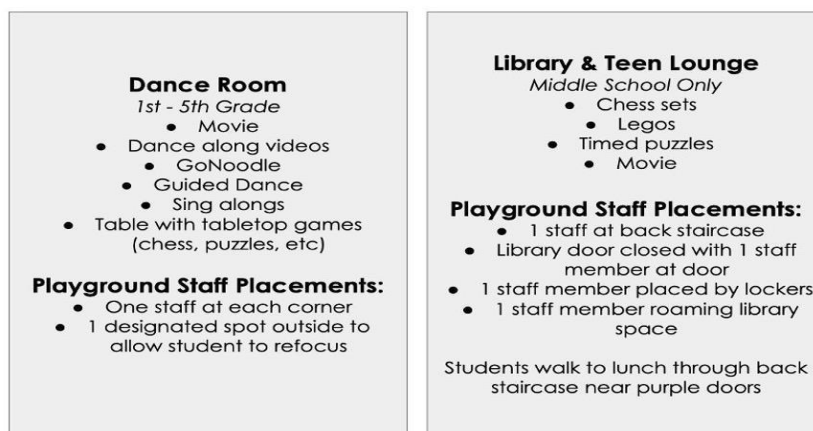 Dance Room
1st - 5th Grade
● Movie
● Dance along videos
● GoNoodle
● Guided Dance
● Sing alongs
● Table with tabletop games
(chess, puzzles, etc)
Playground Staff Placements:
● One staff at each corner
● 1 designated spot outside to
allow student to refocus
Library & Teen Lounge
Middle School Only
● Chess sets
● Legos
● Timed puzzles
● Movie
Playground Staff Placements:
● 1 staff at back staircase
● Library door closed with 1 staff
member at door
● 1 staff member placed by lockers
● 1 staff member roaming library
space
Students walk to lunch through back
staircase near purple doors